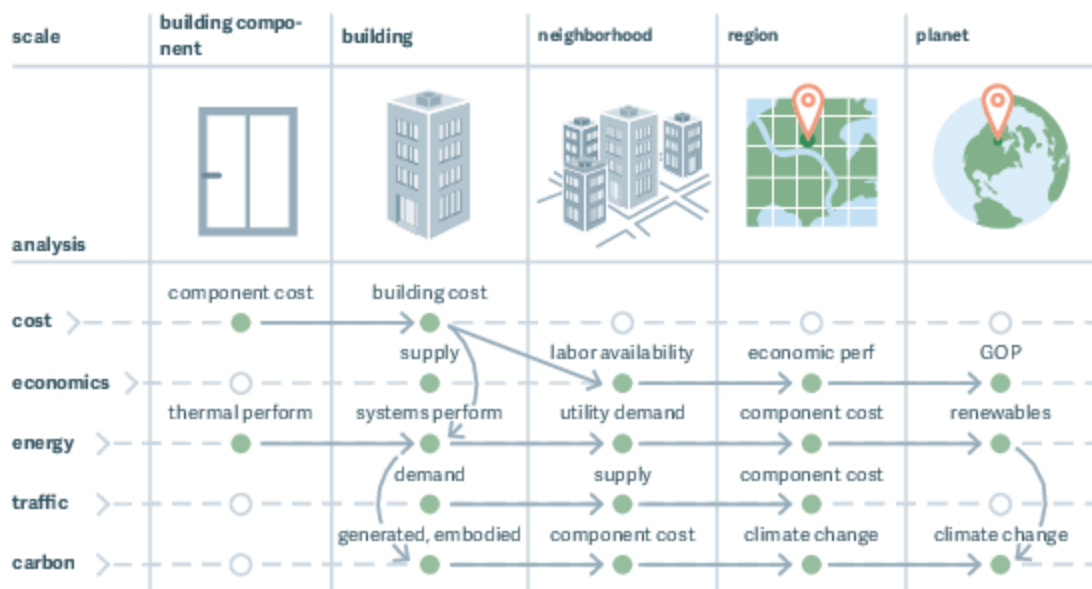 scale
building compo-
nent
building
neighborhood
region
planet
analysis
component cost
building cost
cost
supply
labor availability
economic perf
GOP
economics
thermal perform
systems perform
utility demand
component cost
renewables
energy
demand
supply
component cost
traffic
generated, embodied
component cost
climate change
climate change
carbon